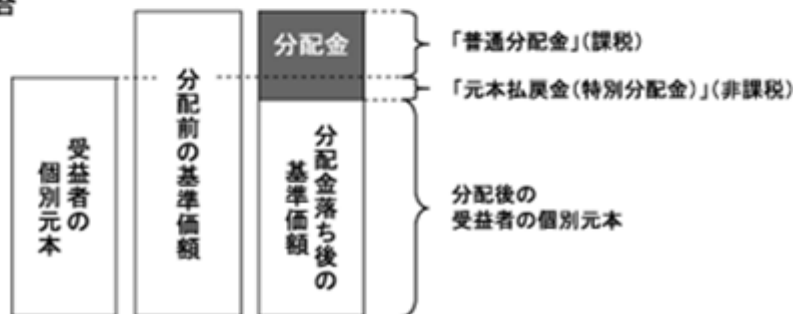 合
受益者の
個別元本
分配前の基準価額
分配金
分配金落ち後の
基準価額
「普通分配金」(課税)
「元本払戻金(特別分配金)」(非課税)
分配後の
受益者の個別元本